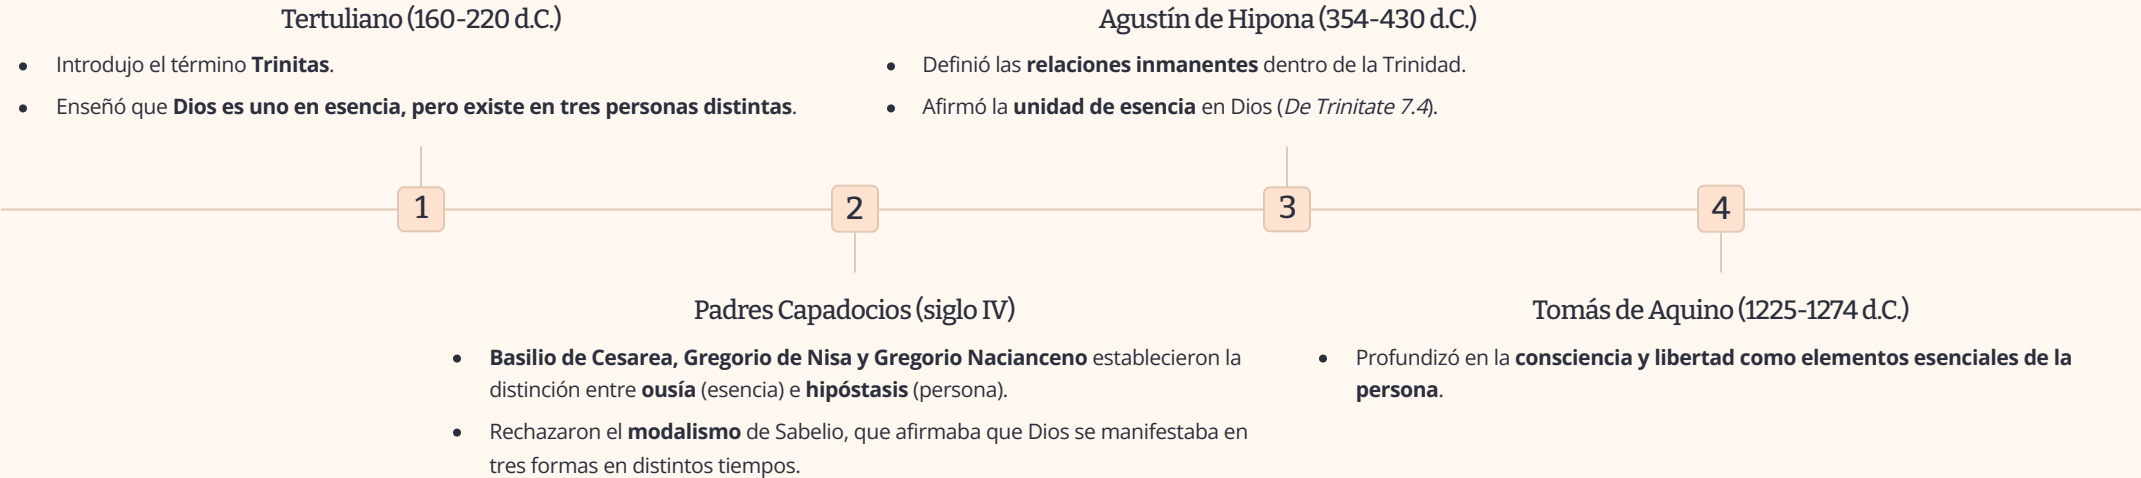 Tertuliano (160-220 d.C.)
• Introdujo el término Trinitas.
• Enseñó que Dios es uno en esencia, pero existe en tres personas distintas.
Agustín de Hipona (354-430 d.C.)
• Definió las relaciones inmanentes dentro de la Trinidad.
• Afirmó la unidad de esencia en Dios (De Trinitate 7.4).
1
2
3
4
Padres Capadocios (siglo IV)
• Basilio de Cesarea, Gregorio de Nisa y Gregorio Nacianceno establecieron la
distinción entre ousía (esencia) e hipóstasis (persona).
• Rechazaron el modalismo de Sabelio, que afirmaba que Dios se manifestaba en
tres formas en distintos tiempos.
Tomás de Aquino (1225-1274 d.C.)
• Profundizó en la consciencia y libertad como elementos esenciales de la
persona.